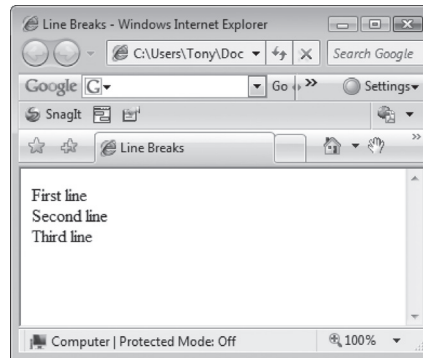 Line Breaks - Windows Internet Explorer
C:\Users\Tony\Doc
Search Google
Google G
Go
Settings
SnagIt
Line Breaks
First line
Second line
Third line
Computer | Protected Mode: Off
100%